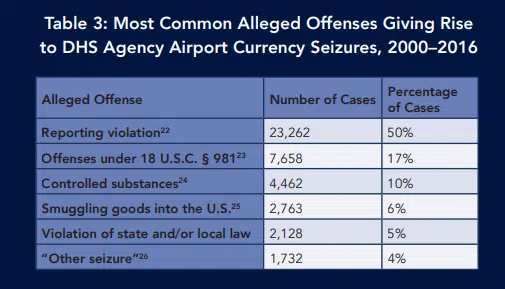 Table 3: Most Common Alleged Offenses Giving Rise
to DHS Agency Airport Currency Seizures, 2000–2016
Alleged Offense Number of Cases Percentage of Cases
Reporting violation²² 23,262 50%
Offenses under 18 U.S.C. § 981²³ 7,658 17%
Controlled substances²⁴ 4,462 10%
Smuggling goods into the U.S.²⁵ 2,763 6%
Violation of state and/or local law 2,128 5%
“Other seizure”²⁶ 1,732 4%